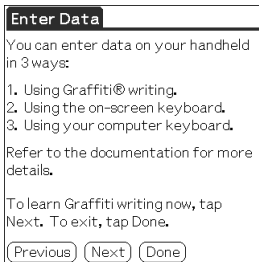 Enter Data
You can enter data on your handheld
in 3 ways:
1. Using Graffiti® writing.
2. Using the on-screen keyboard.
3. Using your computer keyboard.
Refer to the documentation for more
details.
To learn Graffiti writing now, tap
Next. To exit, tap Done.
Previous Next Done